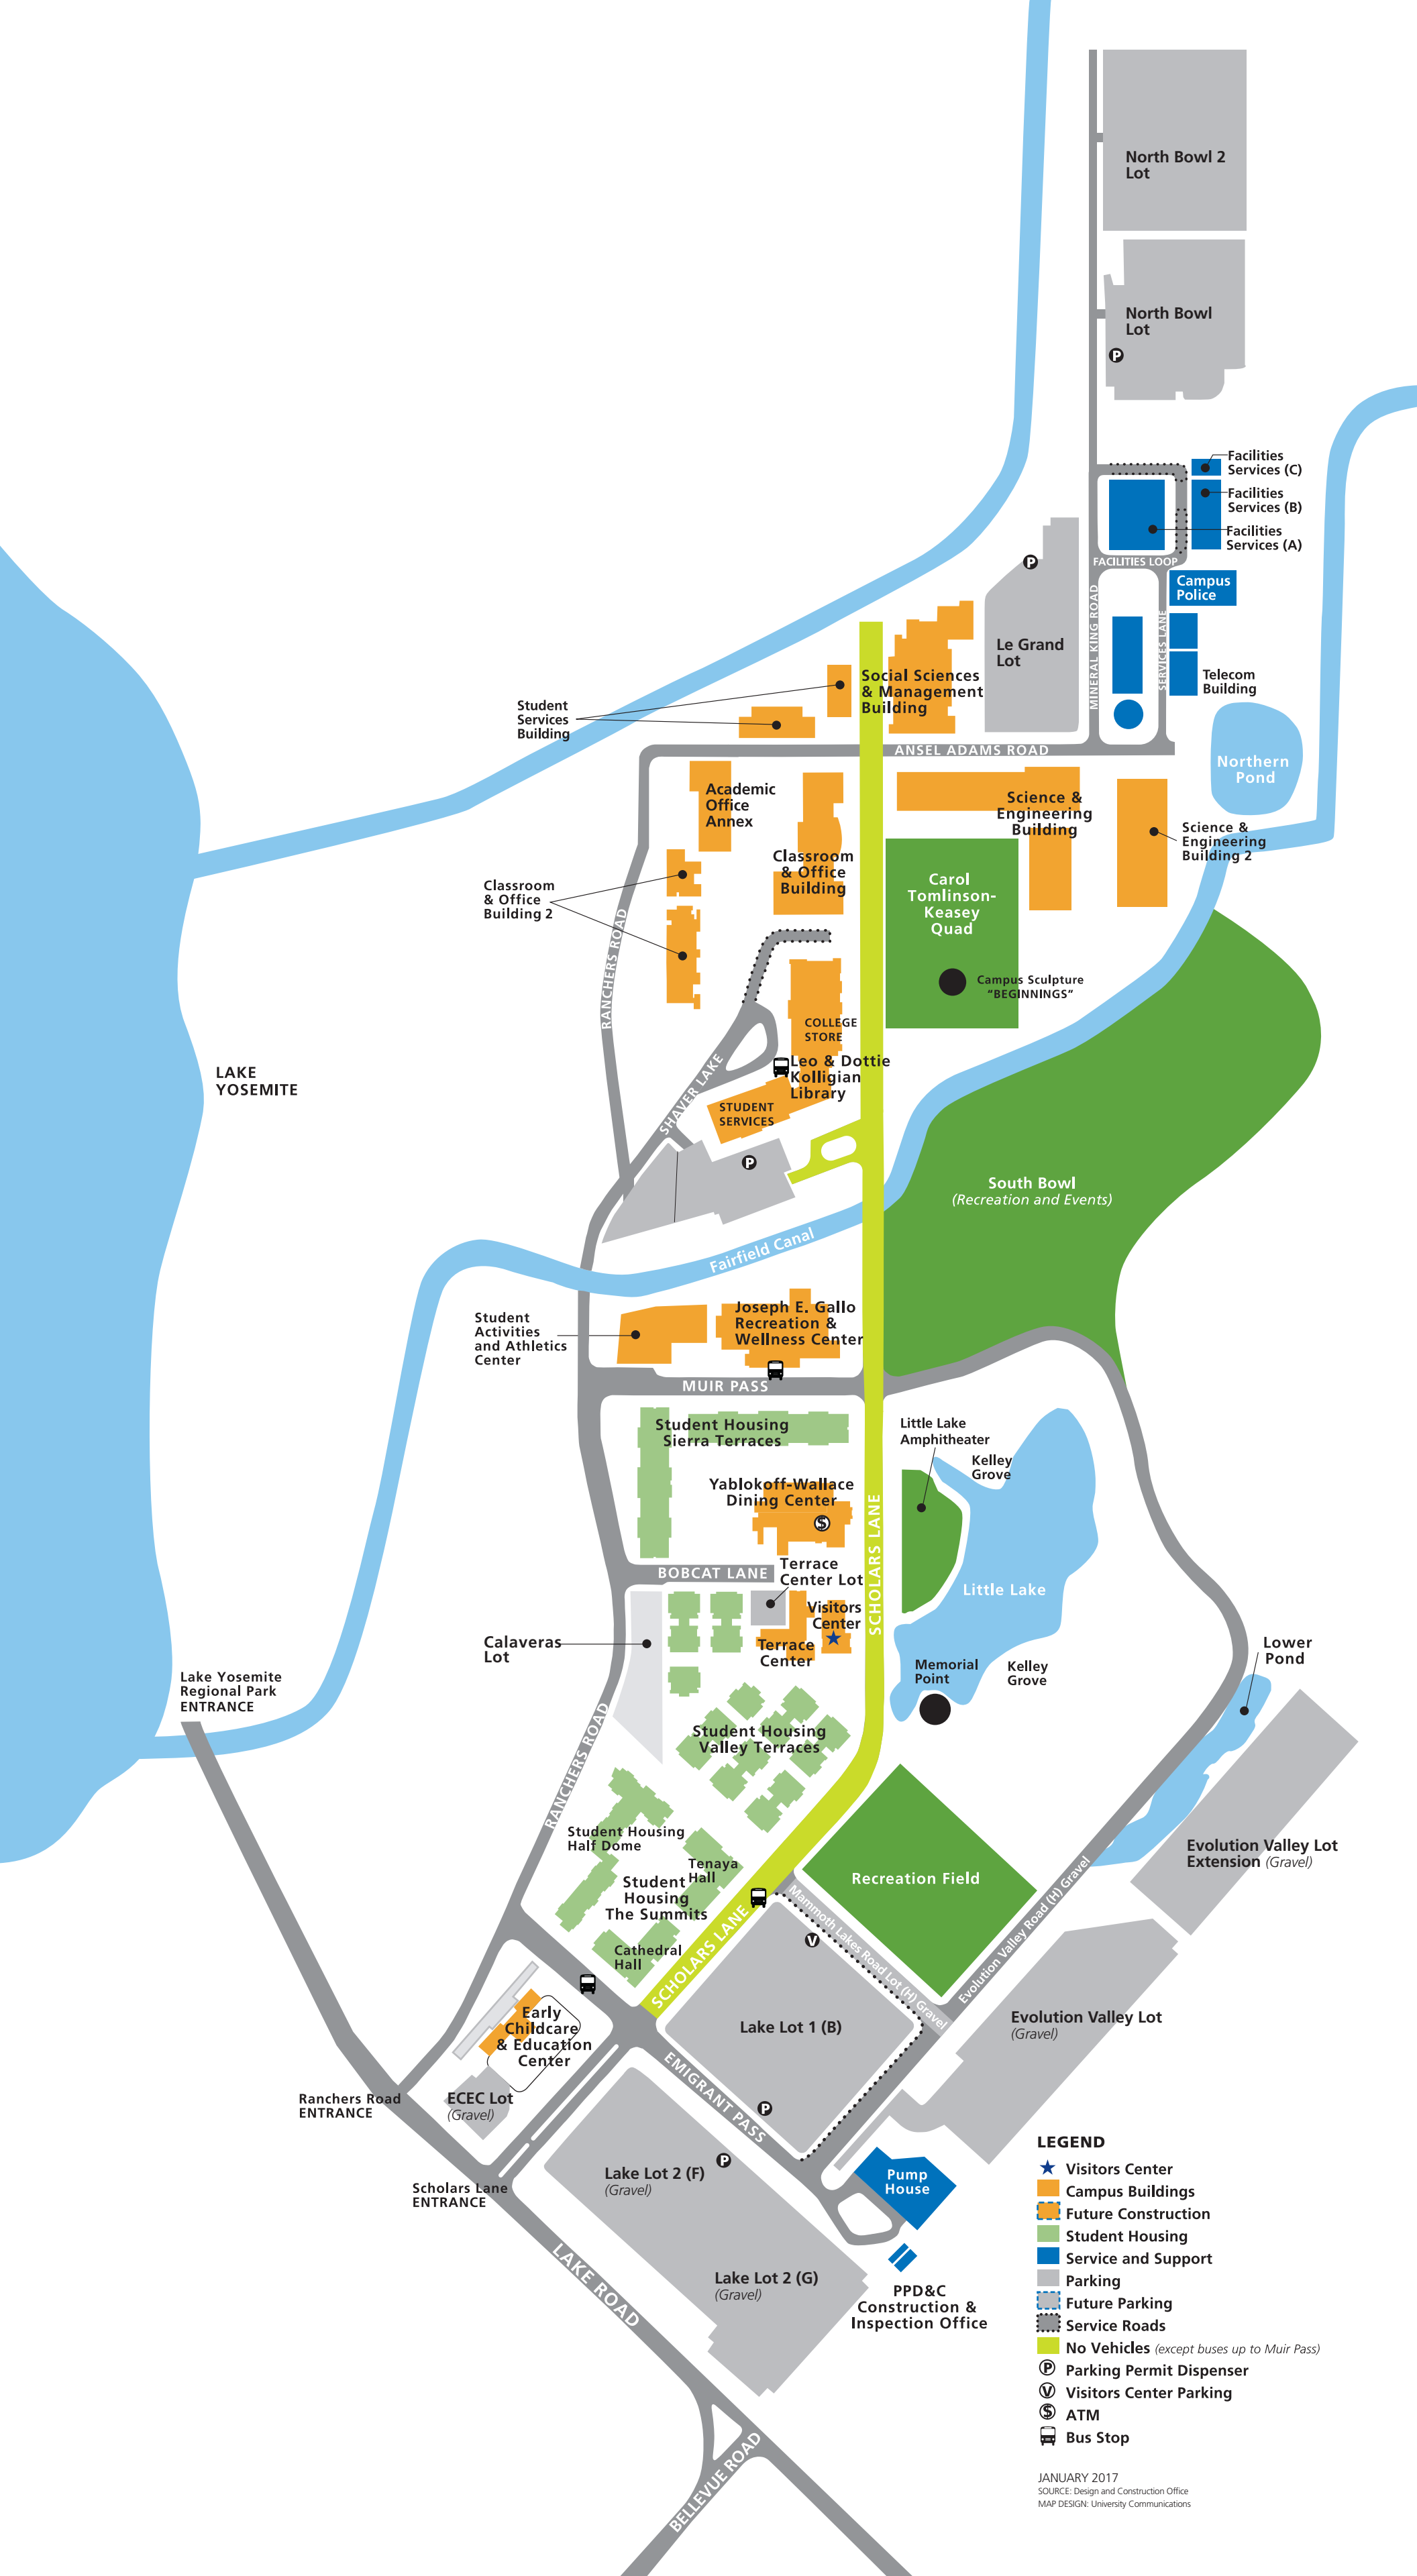 North Bowl 2
Lot
North Bowl
Lot
P
Facilities
Services (C)
Facilities
Services (B)
Facilities
Services (A)
FACILITIES LOOP
Campus
Police
P
MINERAL KING ROAD
SERVICES LANE
Le Grand
Lot
Social Sciences
& Management
Building
Telecom
Building
Student
Services
Building
ANSEL ADAMS ROAD
Northern
Pond
Academic
Office
Annex
Science &
Engineering
Building
Science &
Engineering
Building 2
Classroom
& Office
Building
Carol
Tomlinson-
Keasey
Quad
Classroom
& Office
Building 2
RANCHERS ROAD
Campus Sculpture
“BEGINNINGS”
COLLEGE
STORE
Leo & Dottie
Kolligian
Library
LAKE
YOSEMITE
SHAVER LAKE
STUDENT
SERVICES
P
South Bowl
(Recreation and Events)
Fairfield Canal
Student
Activities
and Athletics
Center
Joseph E. Gallo
Recreation &
Wellness Center
MUIR PASS
Student Housing
Sierra Terraces
Little Lake
Amphitheater
Kelley
Grove
Yablokoff-Wallace
Dining Center
$
SCHOLARS LANE
BOBCAT LANE
Terrace
Center Lot
Little Lake
Visitors
Center
Terrace
Center
Calaveras
Lot
Lower
Pond
Memorial
Point
Kelley
Grove
Lake Yosemite
Regional Park
ENTRANCE
RANCHERS ROAD
Student Housing
Valley Terraces
Student Housing
Half Dome
Tenaya
Hall
Student
Housing
The Summits
Cathedral
Hall
Recreation Field
Evolution Valley Lot
Extension (Gravel)
Mammoth Lakes Road Lot (H) Gravel
Evolution Valley Road (H) Gravel
V
SCHOLARS LANE
Early
Childcare
& Education
Center
Lake Lot 1 (B)
Evolution Valley Lot
(Gravel)
EMIGRANT PASS
Ranchers Road
ENTRANCE
ECEC Lot
(Gravel)
P
P
Lake Lot 2 (F)
(Gravel)
Pump
House
Scholars Lane
ENTRANCE
LAKE ROAD
Lake Lot 2 (G)
(Gravel)
PPD&C
Construction &
Inspection Office
BELLEVUE ROAD
LEGEND
Visitors Center
Campus Buildings
Future Construction
Student Housing
Service and Support
Parking
Future Parking
Service Roads
No Vehicles (except buses up to Muir Pass)
P Parking Permit Dispenser
V Visitors Center Parking
$ ATM
Bus Stop
JANUARY 2017
SOURCE: Design and Construction Office
MAP DESIGN: University Communications